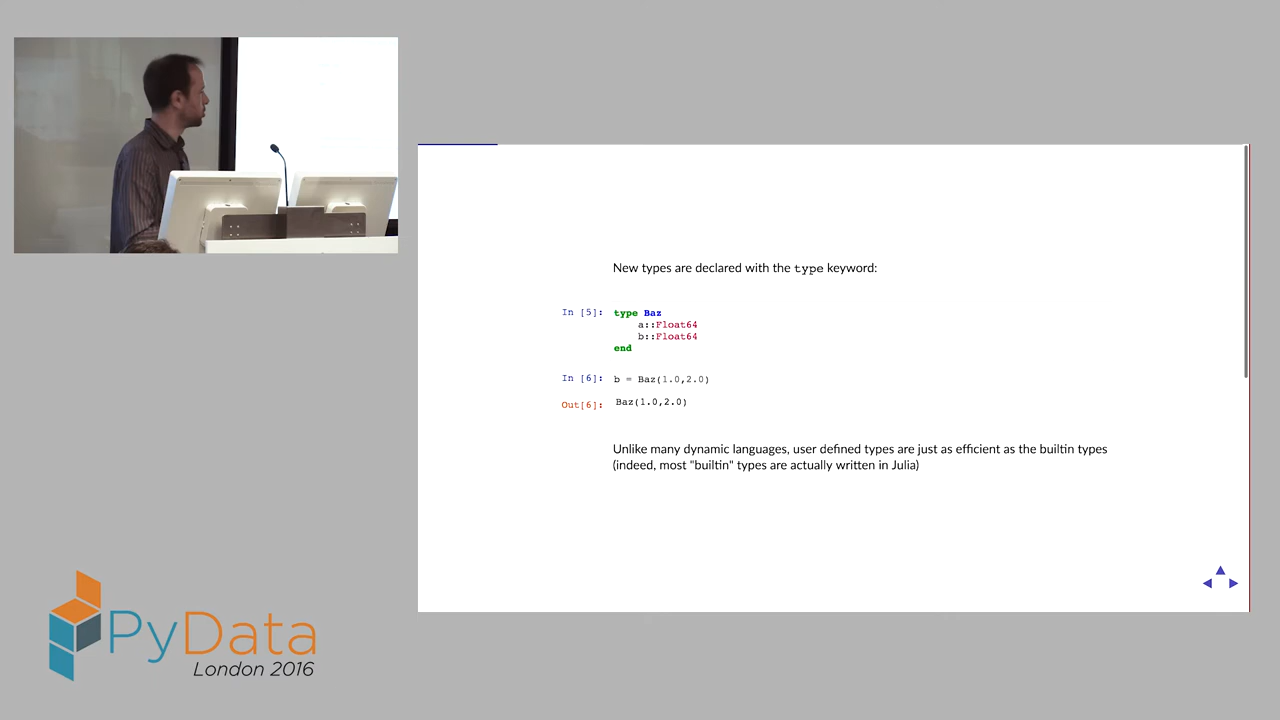 New types are declared with the type keyword:
In [5]: type Baz
a::Float64
b::Float64
end
In [6]: b = Baz(1.0,2.0)
Out[6]: Baz(1.0,2.0)
Unlike many dynamic languages, user defined types are just as efficient as the builtin types
(indeed, most "builtin" types are actually written in Julia)
PyData
London 2016